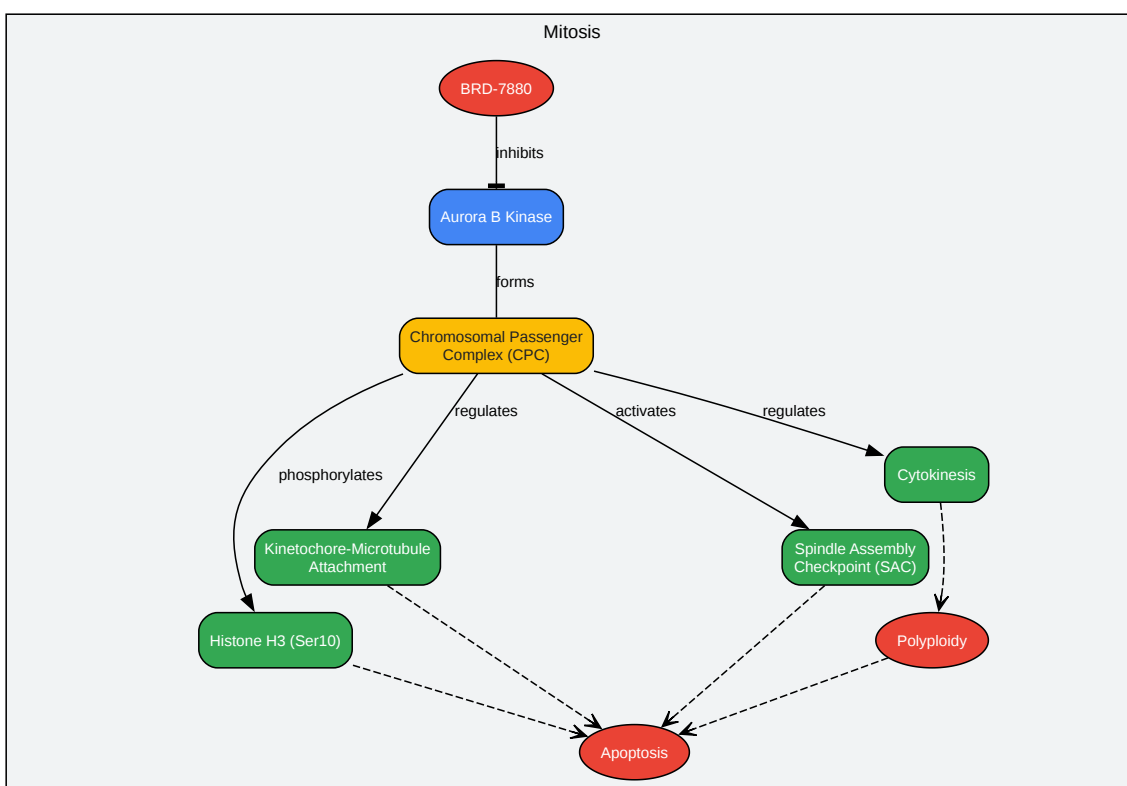 Mitosis
BRD-7880
inhibits
Aurora B Kinase
forms
Chromosomal Passenger
Complex (CPC)
regulates
activates
regulates
phosphorylates
Cytokinesis
Kinetochore-Microtubule
Attachment
Spindle Assembly
Checkpoint (SAC)
Histone H3 (Ser10)
Polyploidy
Apoptosis